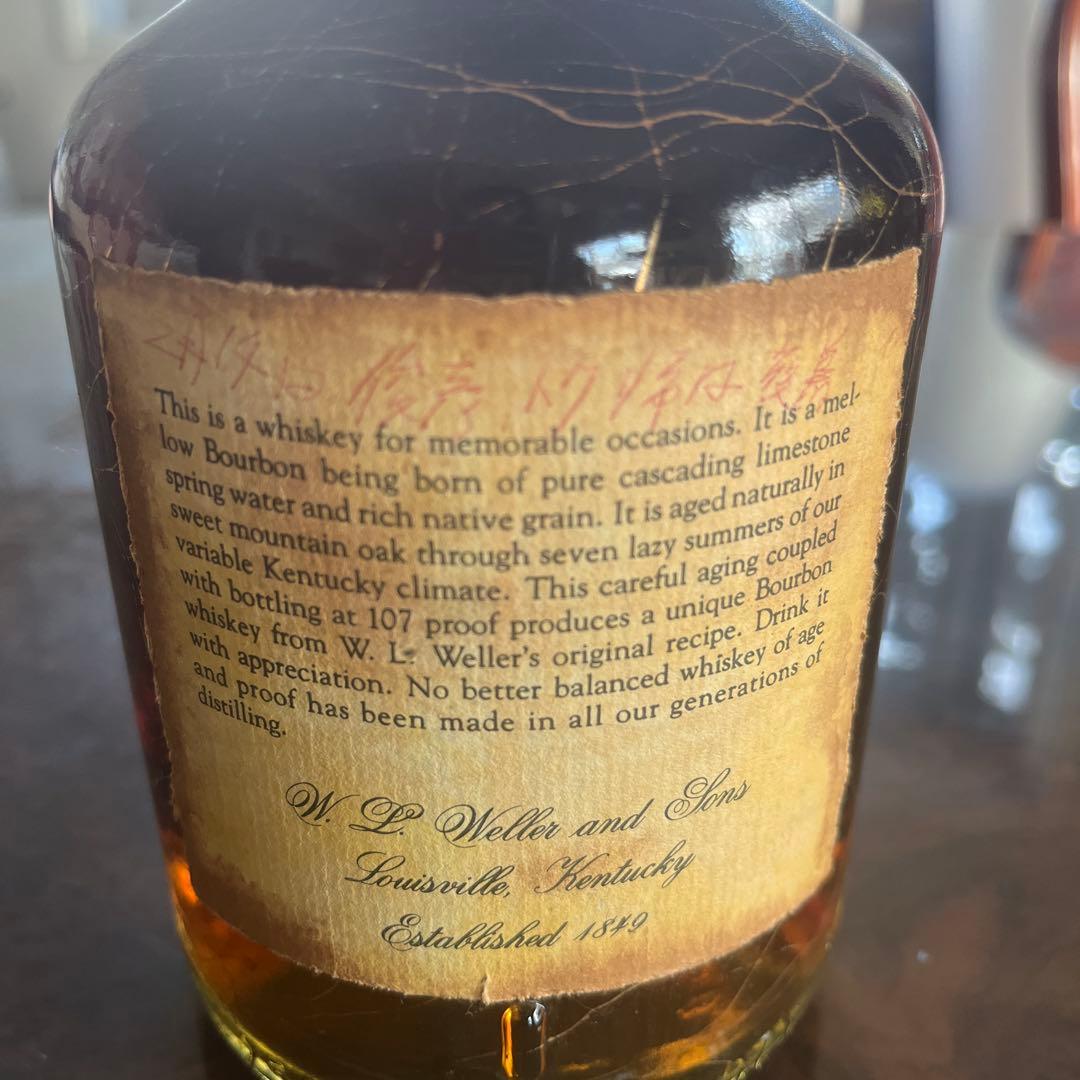 This is a whiskey for memorable occasions. It is a mel-
low Bourbon being born of pure cascading limestone
spring water and rich native grain. It is aged naturally in
sweet mountain oak through seven lazy summers of our
variable Kentucky climate. This careful aging coupled
with bottling at 107 proof produces a unique Bourbon
whiskey from W. L. Weller's original recipe. Drink it
with appreciation. No better balanced whiskey of age
and proof has been made in all our generations of
distilling.
W. L. Weller and Sons
Louisville, Kentucky
Established 1849